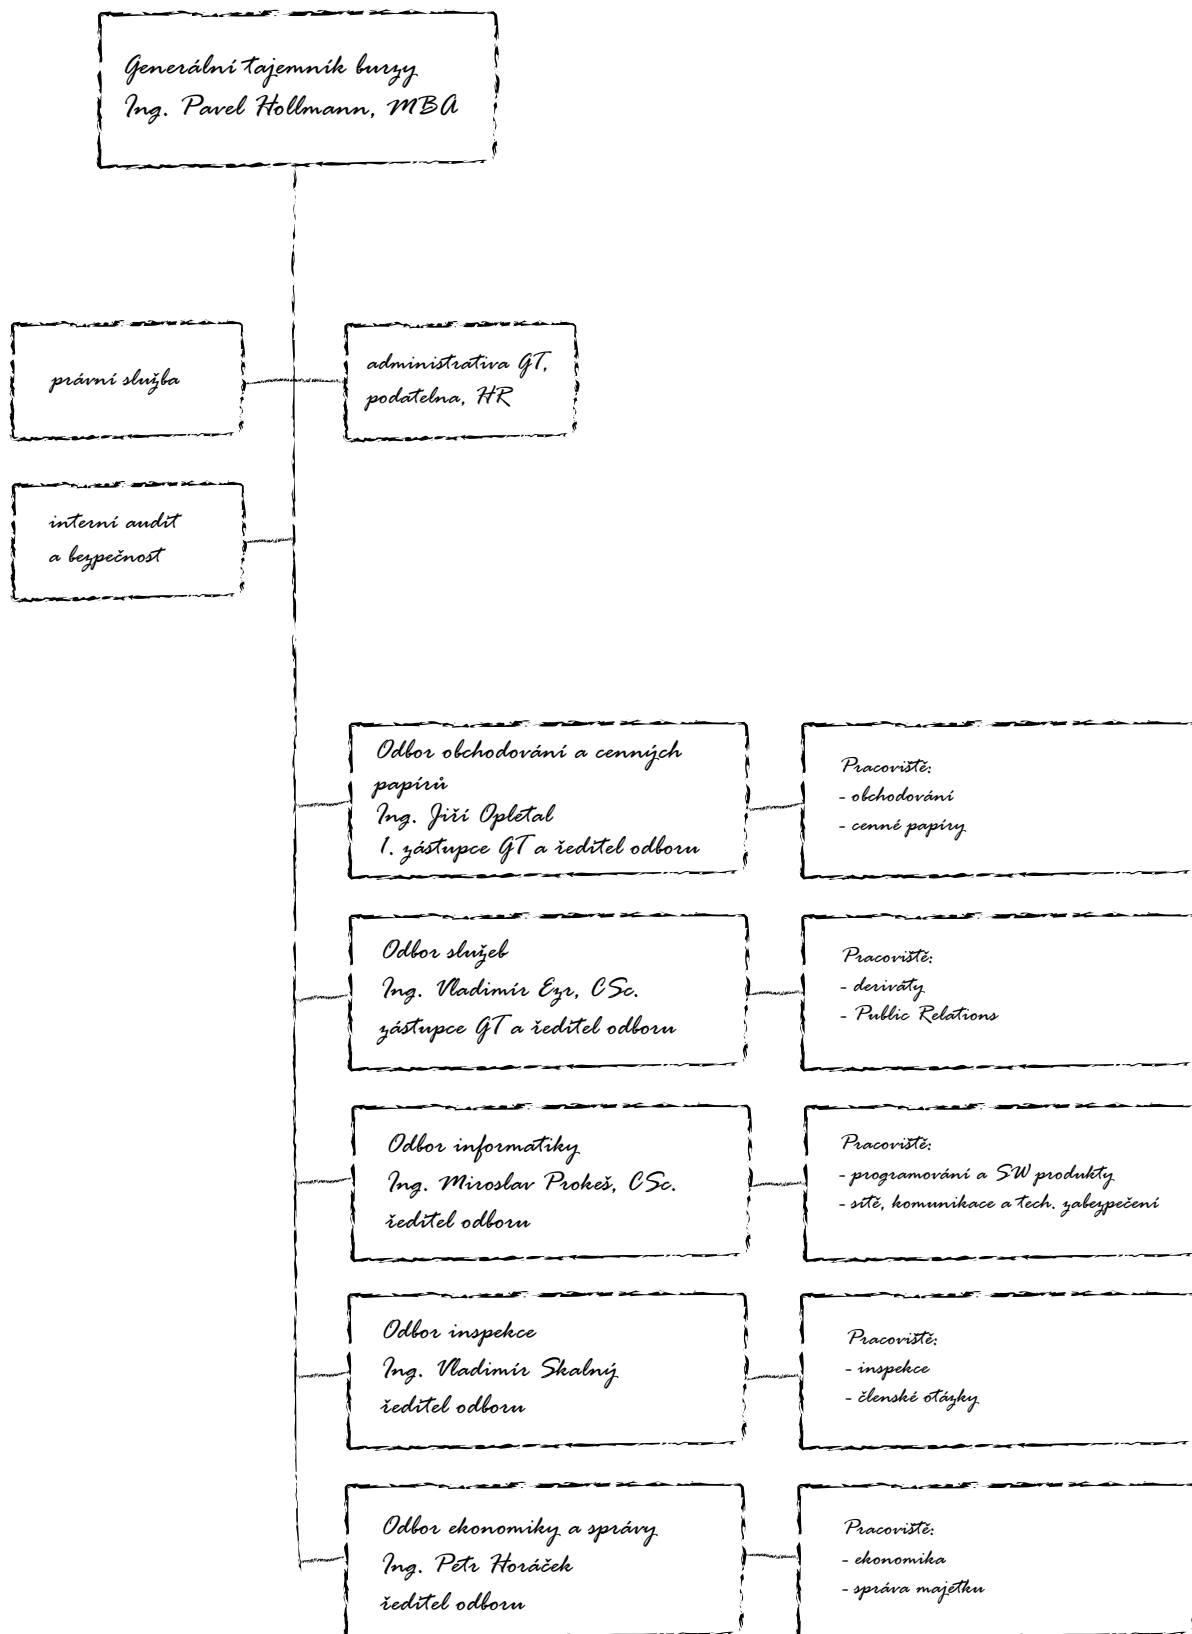 Generální tajemník burzy
Ing. Pavel Hollmann, MBA
právní služba
administrativa GT,
podatelna, HR
interní audit
a bezpečnost
Odbor obchodování a cenných
papírů
Ing. Jiří Opletal
1. zástupce GT a ředitel odboru
Pracoviště:
- obchodování
- cenné papíry
Odbor služeb
Ing. Vladimír Ezr, CSc.
zástupce GT a ředitel odboru
Pracoviště:
- deriváty
- Public Relations
Odbor informatiky
Ing. Miroslav Prokeš, CSc.
ředitel odboru
Pracoviště:
- programování a SW produkty
- sítě, komunikace a tech. zabezpečení
Odbor inspekce
Ing. Vladimír Skalný
ředitel odboru
Pracoviště:
- inspekce
- členské otázky
Odbor ekonomiky a správy
Ing. Petr Horáček
ředitel odboru
Pracoviště:
- ekonomika
- správa majetku